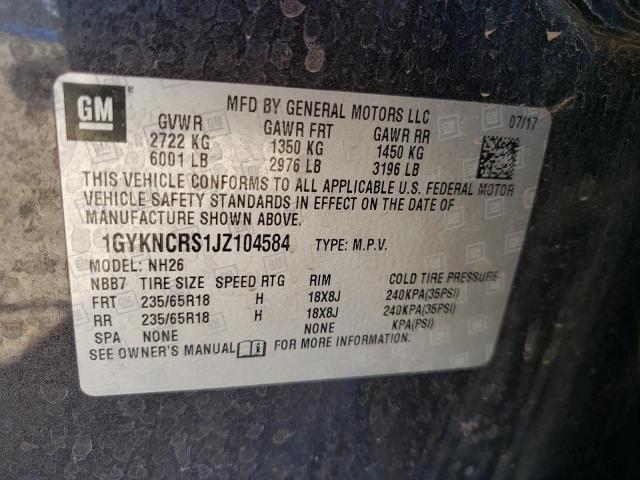 GM ®
MFD BY GENERAL MOTORS LLC 07/17
GVWR GAWR FRT GAWR RR
2722 KG 1350 KG 1450 KG
6001 LB 2976 LB 3196 LB
THIS VEHICLE CONFORMS TO ALL APPLICABLE U.S. FEDERAL MOTOR
VEHICLE SAFETY STANDARDS IN EFFECT ON THE DATE OF
MANUFACTURE SHOWN ABOVE.
1GYKNCRS1JZ104584 TYPE: M.P.V.
MODEL: NH26
NBB7 TIRE SIZE SPEED RTG RIM COLD TIRE PRESSURE
FRT 235/65R18 H 18X8J 240KPA(35PSI)
RR 235/65R18 H 18X8J 240KPA(35PSI)
SPA NONE NONE KPA(PSI)
SEE OWNER'S MANUAL FOR MORE INFORMATION.